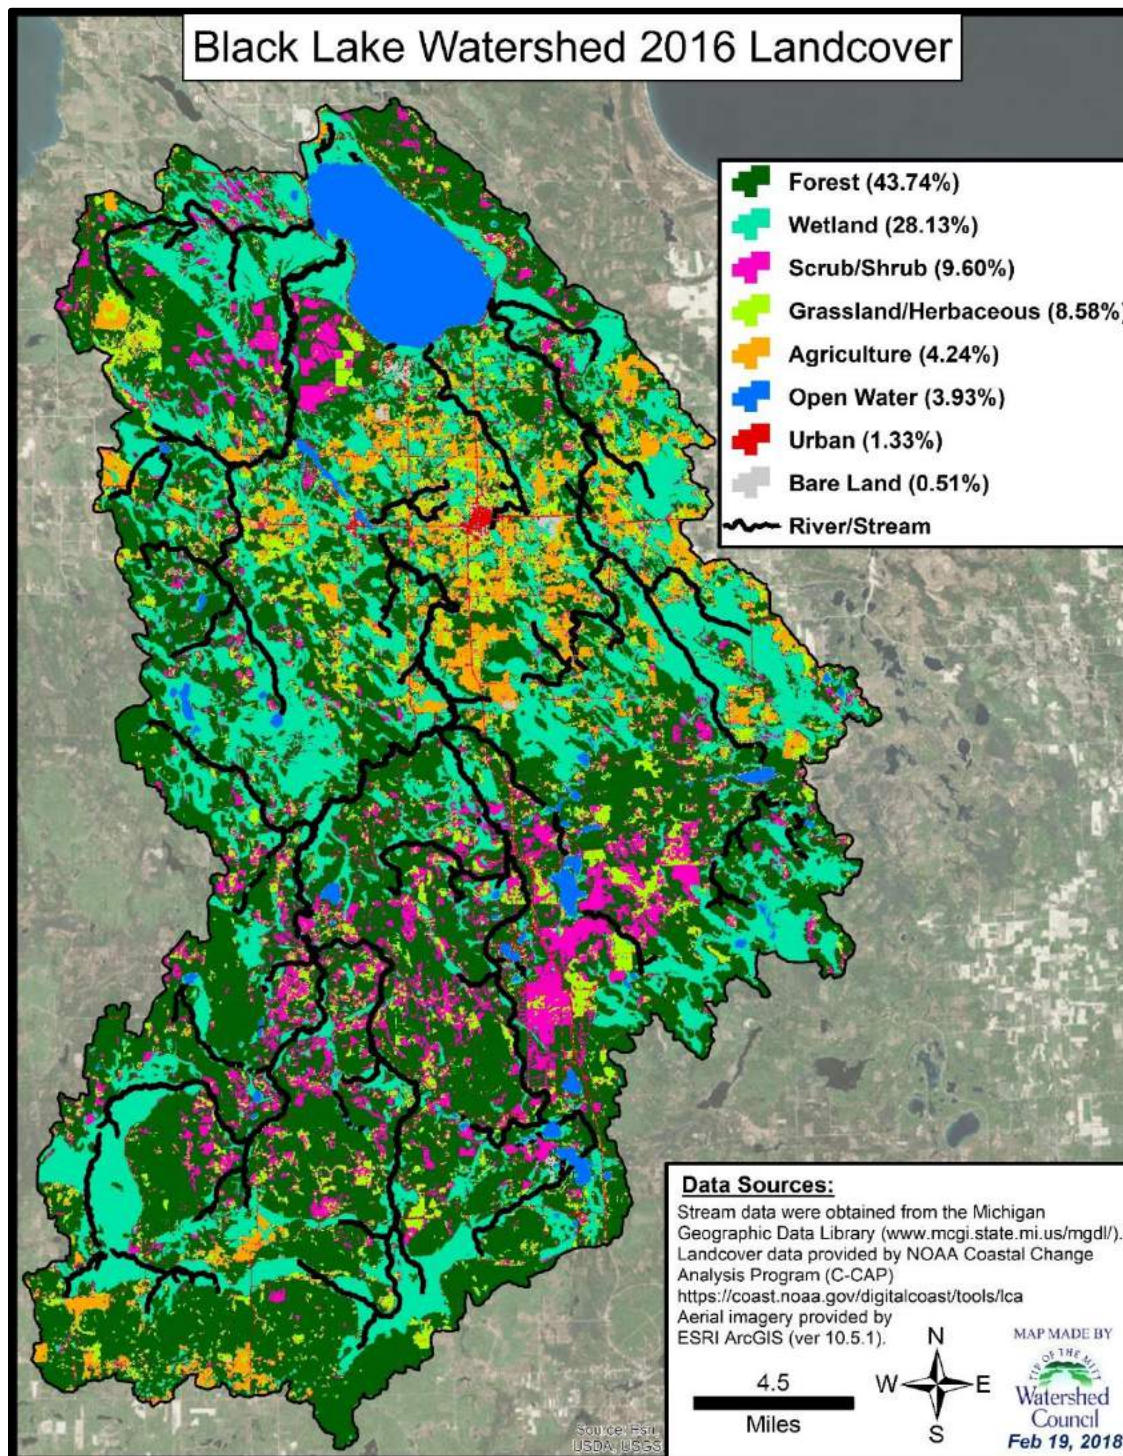 Black Lake Watershed 2016 Landcover
Forest (43.74%)
Wetland (28.13%)
Scrub/Shrub (9.60%)
Grassland/Herbaceous (8.58%)
Agriculture (4.24%)
Open Water (3.93%)
Urban (1.33%)
Bare Land (0.51%)
River/Stream
Data Sources:
Stream data were obtained from the Michigan
Geographic Data Library (www.mcgi.state.mi.us/mgdl/).
Landcover data provided by NOAA Coastal Change
Analysis Program (C-CAP)
https://coast.noaa.gov/digitalcoast/tools/lca
Aerial imagery provided by
ESRI ArcGIS (ver 10.5.1).
4.5
Miles
N
W
E
S
MAP MADE BY
TIP OF THE MITT
Watershed
Council
Feb 19, 2018
Source: Esri,
USDA, USGS